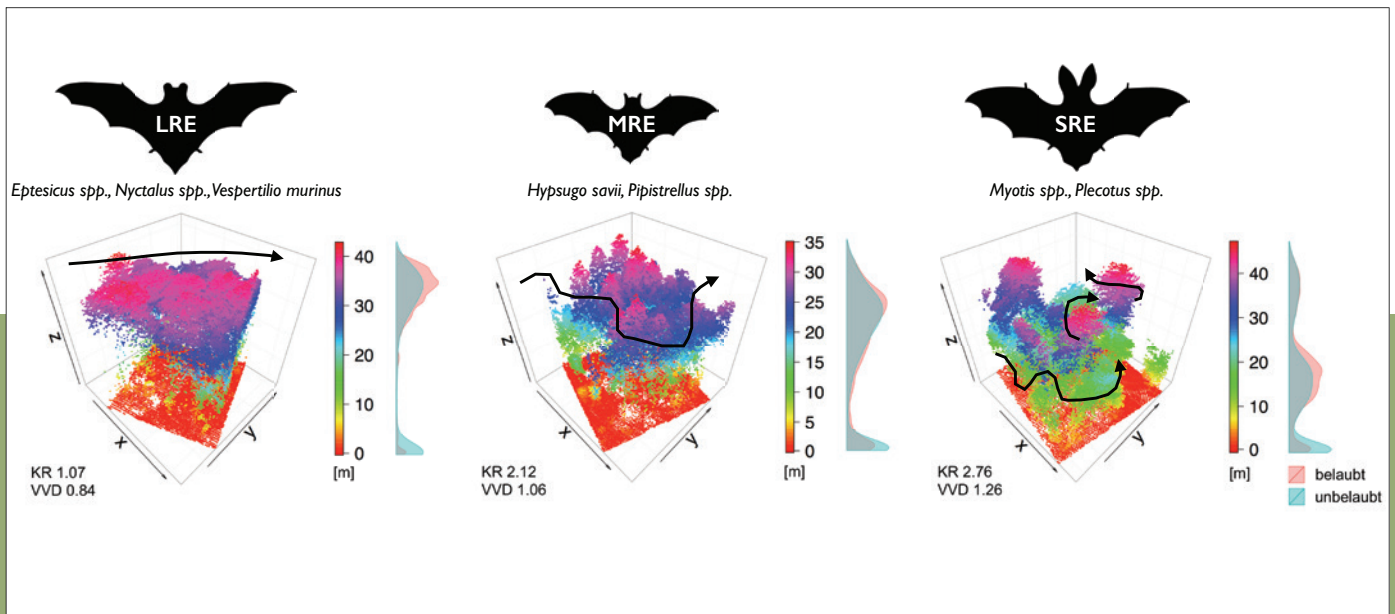 LRE
Eptesicus spp., Nyctalus spp., Vespertilio murinus
z
x
y
40
30
20
10
0
[m]
KR 1.07
VVD 0.84
MRE
Hypsugo savii, Pipistrellus spp.
z
x
y
35
30
25
20
15
10
5
0
[m]
KR 2.12
VVD 1.06
SRE
Myotis spp., Plecotus spp.
z
x
y
40
30
20
10
0
[m]
KR 2.76
VVD 1.26
belaubt
unbelaubt